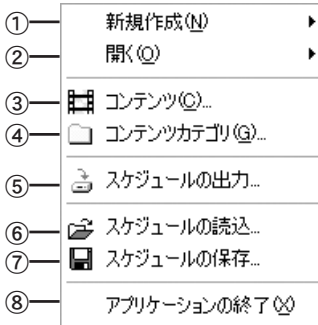 ① 新規作成(N)
② 開く(O)
③ コンテンツ(C)...
④ コンテンツカテゴリ(G)...
⑤ スケジュールの出力...
⑥ スケジュールの読込...
⑦ スケジュールの保存...
⑧ アプリケーションの終了(X)